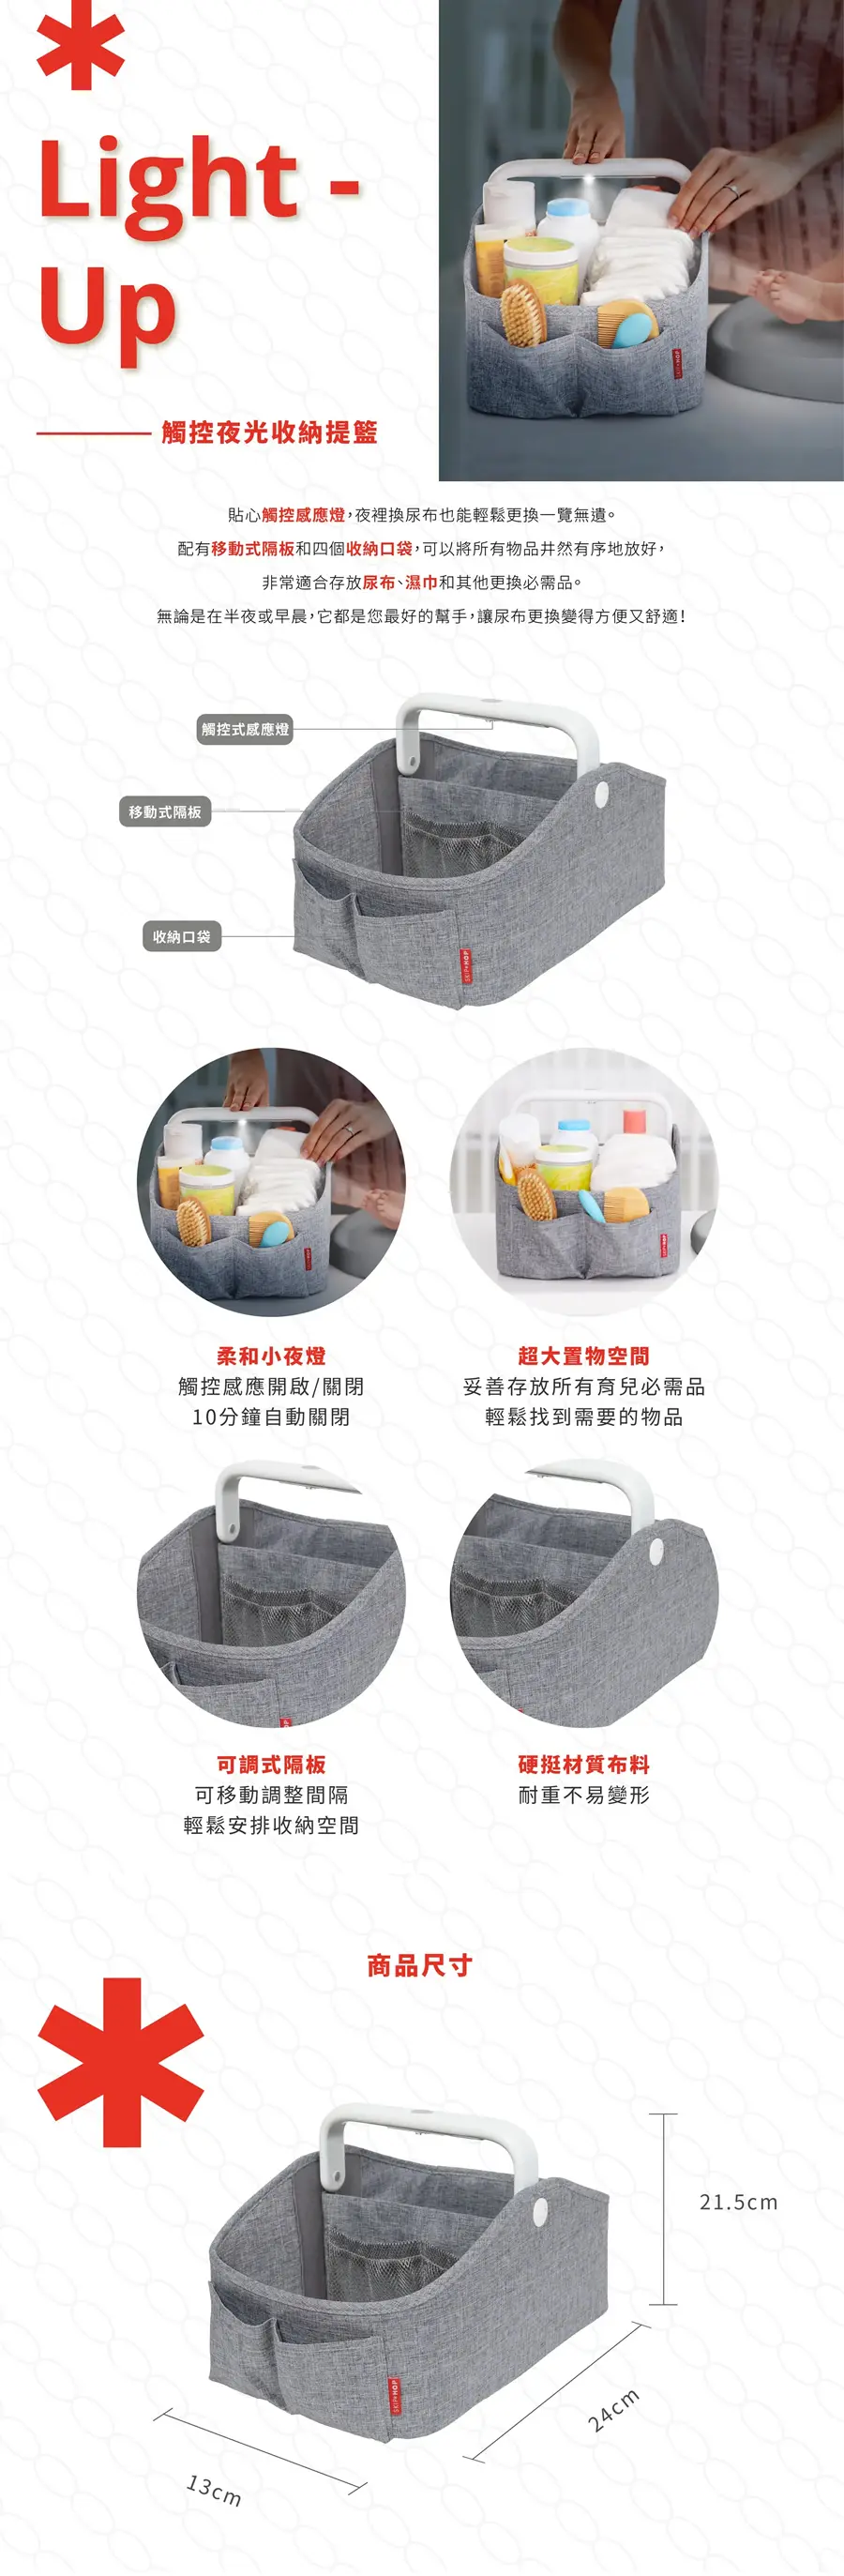 Light -
Up
觸控夜光收納提籃
SKIP*HOP
貼心觸控感應燈，夜裡換尿布也能輕鬆更換一覽無遺。
配有移動式隔板和四個收納口袋，可以將所有物品井然有序地放好，
非常適合存放尿布、濕巾和其他更換必需品。
無論是在半夜或早晨，它都是您最好的幫手，讓尿布更換變得方便又舒適！
觸控式感應燈
移動式隔板
收納口袋
SKIP*HOP
柔和小夜燈
觸控感應開啟/關閉
10分鐘自動關閉
超大置物空間
妥善存放所有育兒必需品
輕鬆找到需要的物品
可調式隔板
可移動調整間隔
輕鬆安排收納空間
硬挺材質布料
耐重不易變形
商品尺寸
21.5cm
24cm
SKIP*HOP
13cm